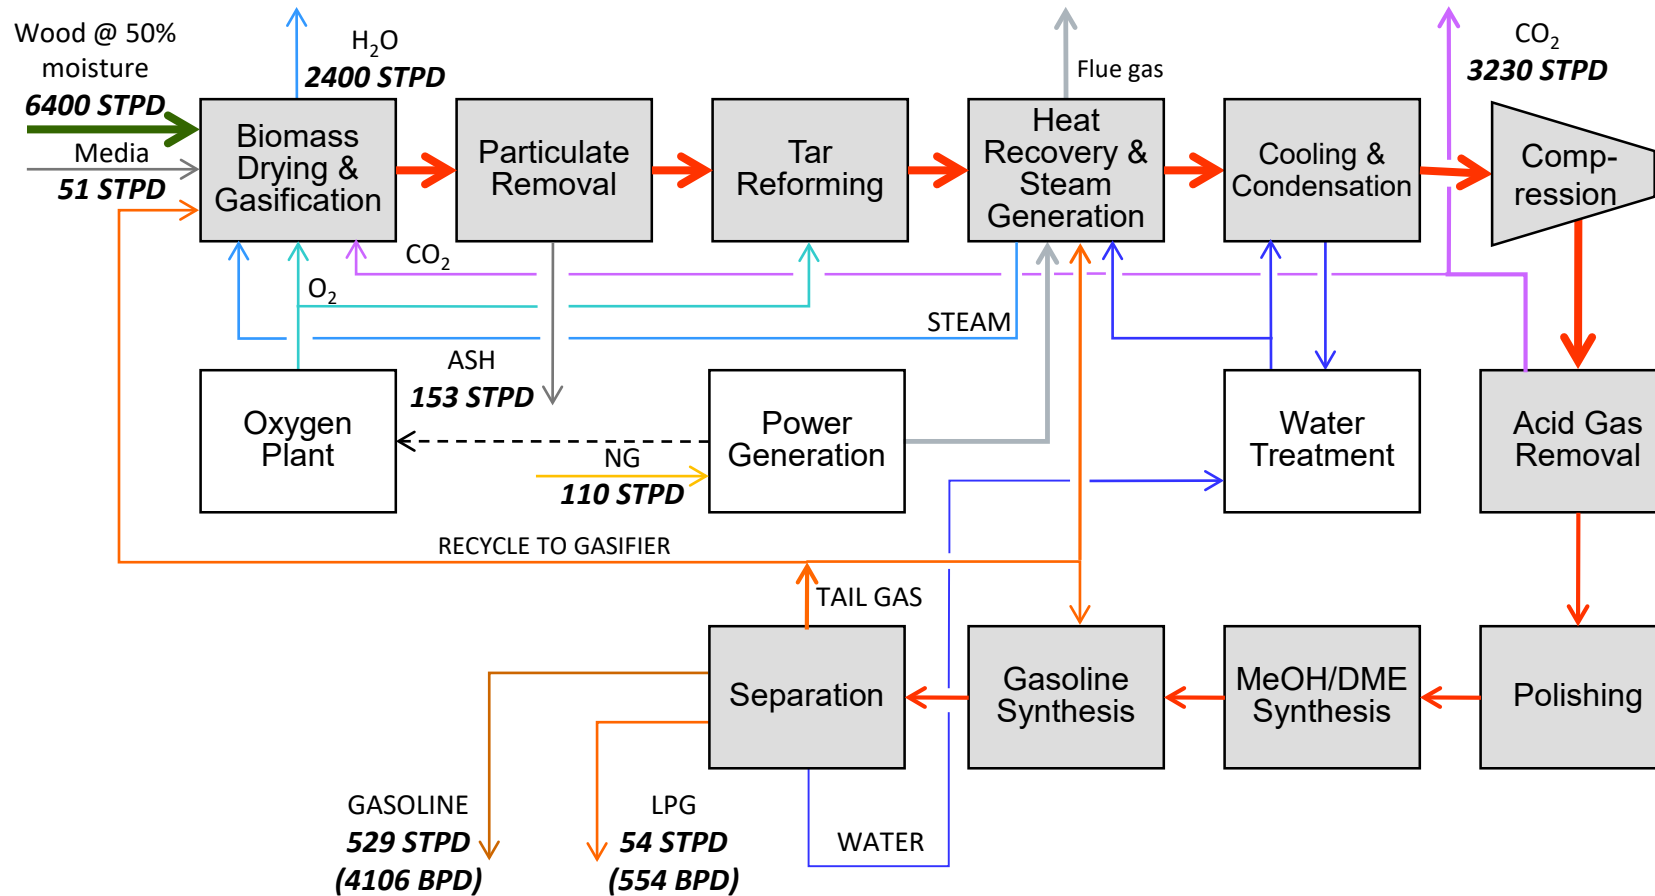 Wood @ 50%
moisture
6400 STPD
Media
51 STPD
H₂O
2400 STPD
Flue gas
CO₂
3230 STPD
Biomass
Drying &
Gasification
Particulate
Removal
Tar
Reforming
Heat
Recovery &
Steam
Generation
Cooling &
Condensation
Comp-
ression
CO₂
O₂
STEAM
ASH
153 STPD
Oxygen
Plant
NG
110 STPD
Power
Generation
Water
Treatment
Acid Gas
Removal
RECYCLE TO GASIFIER
TAIL GAS
Separation
Gasoline
Synthesis
MeOH/DME
Synthesis
Polishing
GASOLINE
529 STPD
(4106 BPD)
LPG
54 STPD
(554 BPD)
WATER